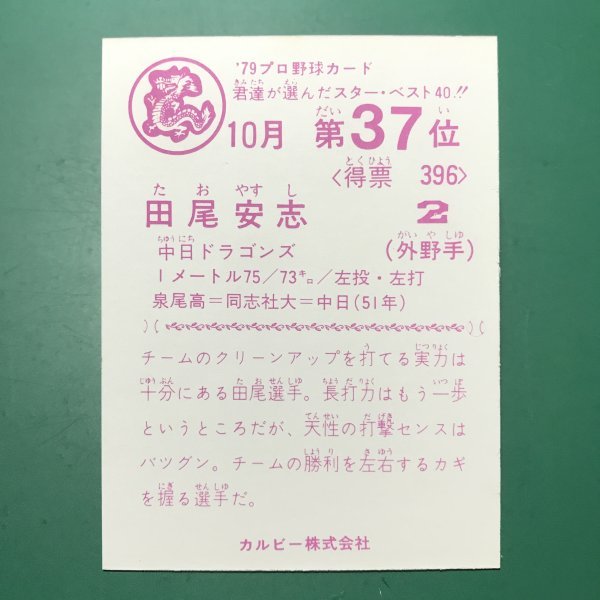 '79プロ野球カード
君達が選んだスター・ベスト40.!!
10月 第37位
〈得票 396〉
田尾安志 2
中日ドラゴンズ (外野手)
1メートル75/73キロ/左投・左打
泉尾高=同志社大=中日(51年)
チームのクリーンアップを打てる実力は
十分にある田尾選手。長打力はもう一歩
というところだが、天性の打撃センスは
バツグン。チームの勝利を左右するカギ
を握る選手だ。
カルビー株式会社